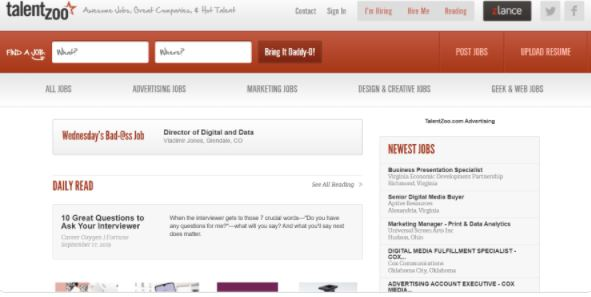 talentzoo Awesome Jobs, Great Companies, & Hot Talent Contact Sign In I'm Hiring Hire Me Reading zlance
FIND A JOB What? Where? Bring It Daddy-O! POST JOBS UPLOAD RESUME
ALL JOBS ADVERTISING JOBS MARKETING JOBS DESIGN & CREATIVE JOBS GEEK & WEB JOBS
TalentZoo.com Advertising
Wednesday's Bad-@ss Job
Director of Digital and Data
Vladimir Jones, Glendale, CO
DAILY READ See All Reading >
10 Great Questions to
Ask Your Interviewer
Career Oxygen | Fortune
September 17, 2019
When the interviewer gets to those 7 crucial words—"Do you have
any questions for me?"—what will you say? And what you'll say next
does matter.
NEWEST JOBS
Business Presentation Specialist
Virginia Economic Development Partnership
Richmond, Virginia
Senior Digital Media Buyer
Active Resources
Alexandria, Virginia
Marketing Manager - Print & Data Analytics
Universal Screen Arts Inc
Hudson, Ohio
DIGITAL MEDIA FULFILLMENT SPECIALIST -
COX...
Cox Communications
Oklahoma City, Oklahoma
ADVERTISING ACCOUNT EXECUTIVE - COX
MEDIA...